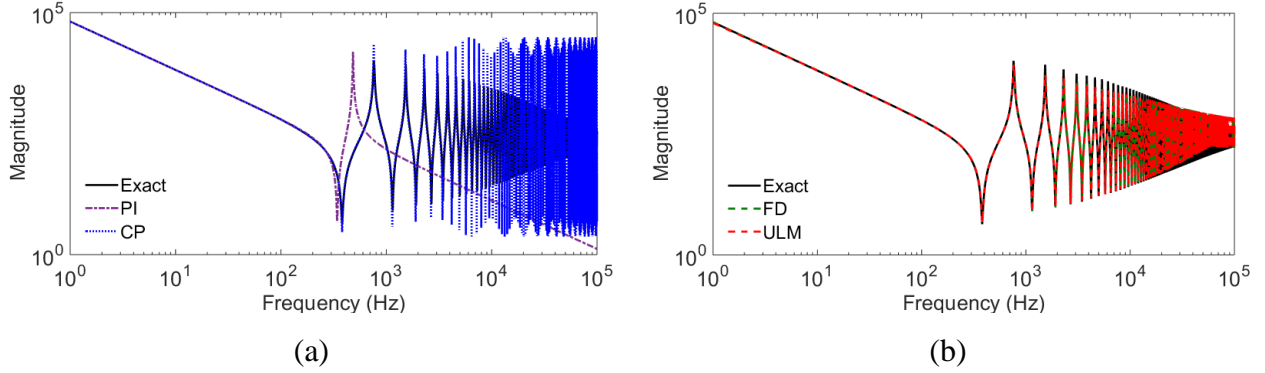 10^5
Magnitude
Exact
PI
CP
10^0
10^0 10^1 10^2 10^3 10^4 10^5
Frequency (Hz)
(a)
10^5
Magnitude
Exact
FD
ULM
10^0
10^0 10^1 10^2 10^3 10^4 10^5
Frequency (Hz)
(b)